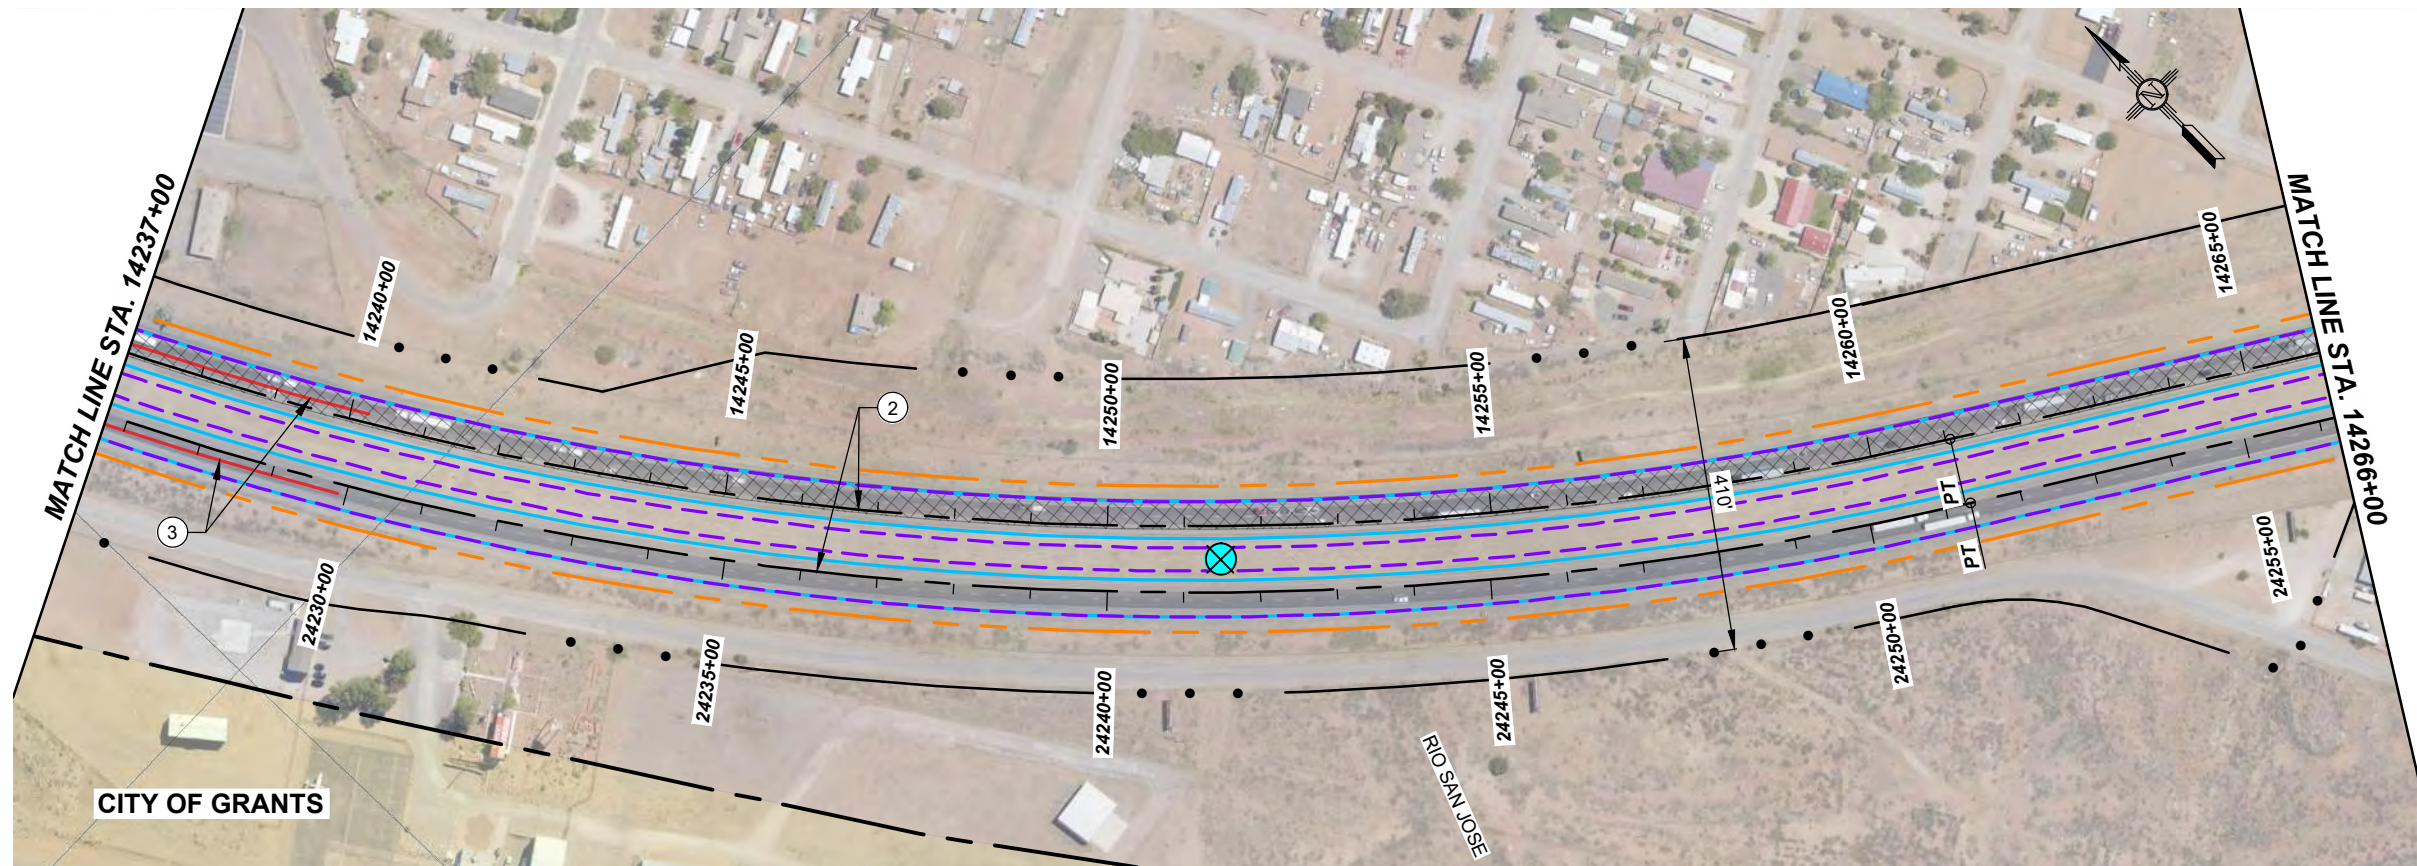 MATCH LINE STA. 14237+00
14240+00
14245+00
14250+00
14255+00
14260+00
14265+00
MATCH LINE STA. 14266+00
N
2
3
410'
PT
PT
24230+00
24235+00
24240+00
24245+00
24250+00
24255+00
RIO SAN JOSE
CITY OF GRANTS